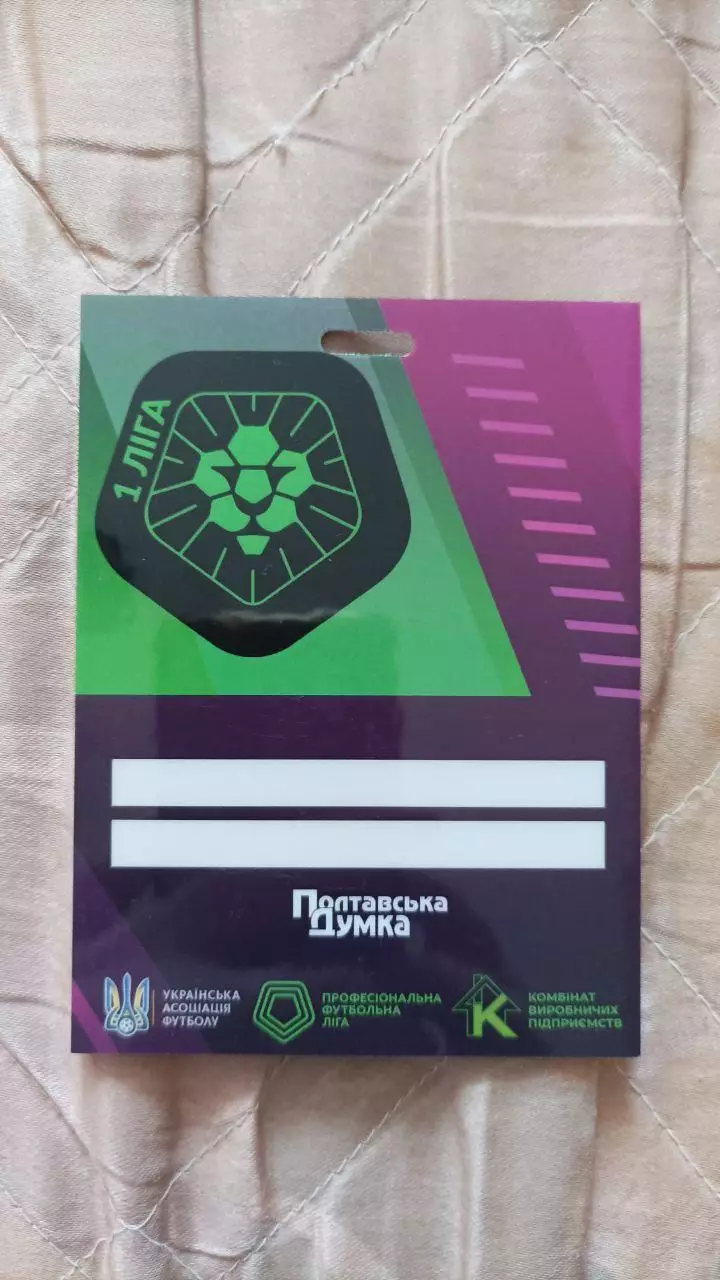 1 ЛІГА
Полтавська
Думка
УКРАЇНСЬКА
АСОЦІАЦІЯ
ФУТБОЛУ
ПРОФЕСІОНАЛЬНА
ФУТБОЛЬНА
ЛІГА
К
КОМБІНАТ
ВИРОБНИЧИХ
ПІДПРИЄМСТВ